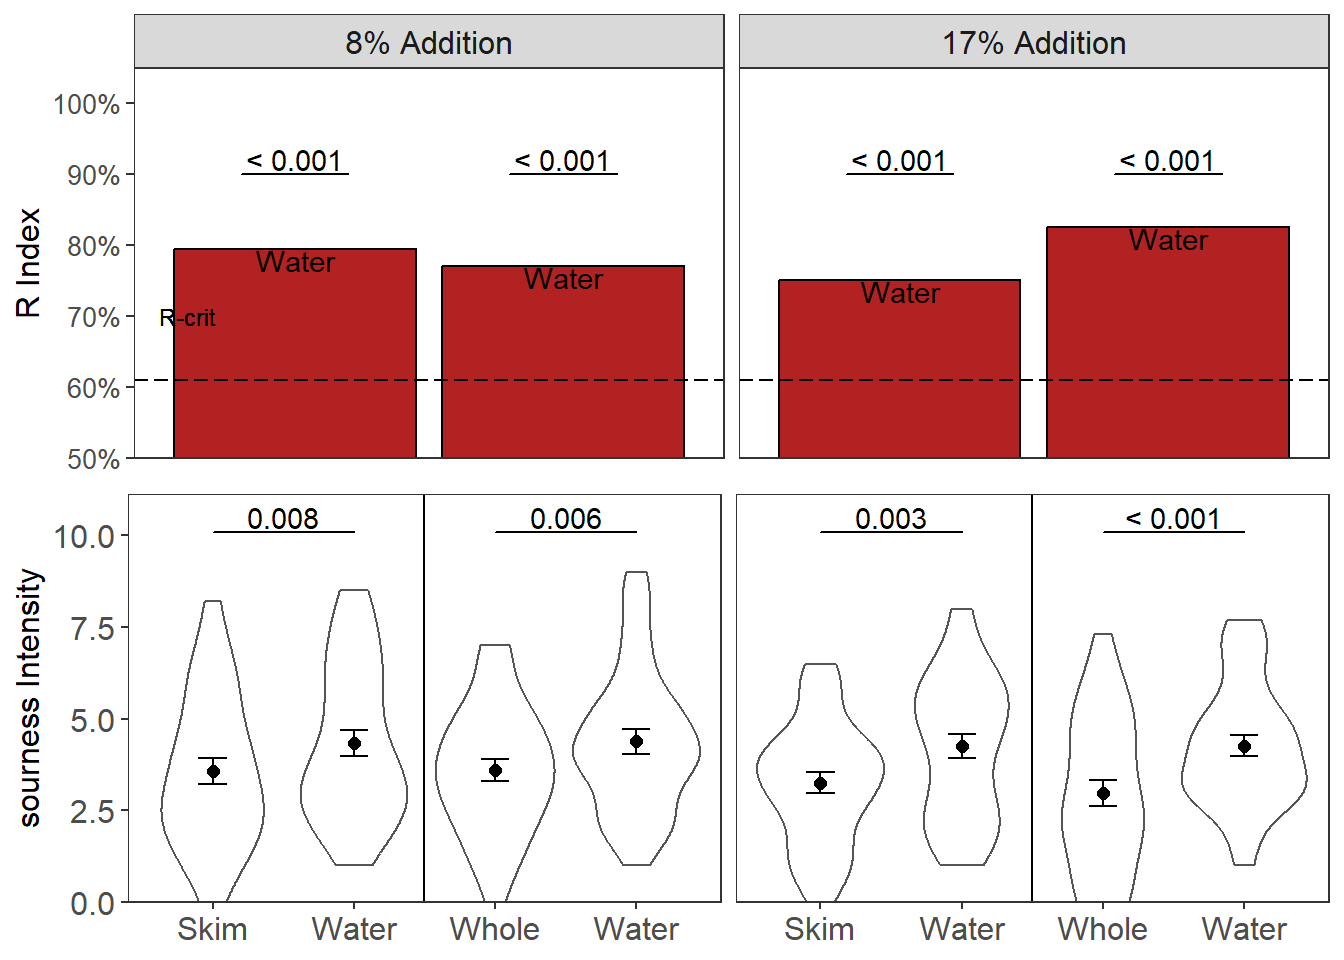 8% Addition
17% Addition
R Index
100%
90%
80%
70%
60%
50%
< 0.001
< 0.001
< 0.001
< 0.001
Water
Water
Water
Water
R-crit
sourness Intensity
10.0
7.5
5.0
2.5
0.0
0.008
0.006
0.003
< 0.001
Skim
Water
Whole
Water
Skim
Water
Whole
Water